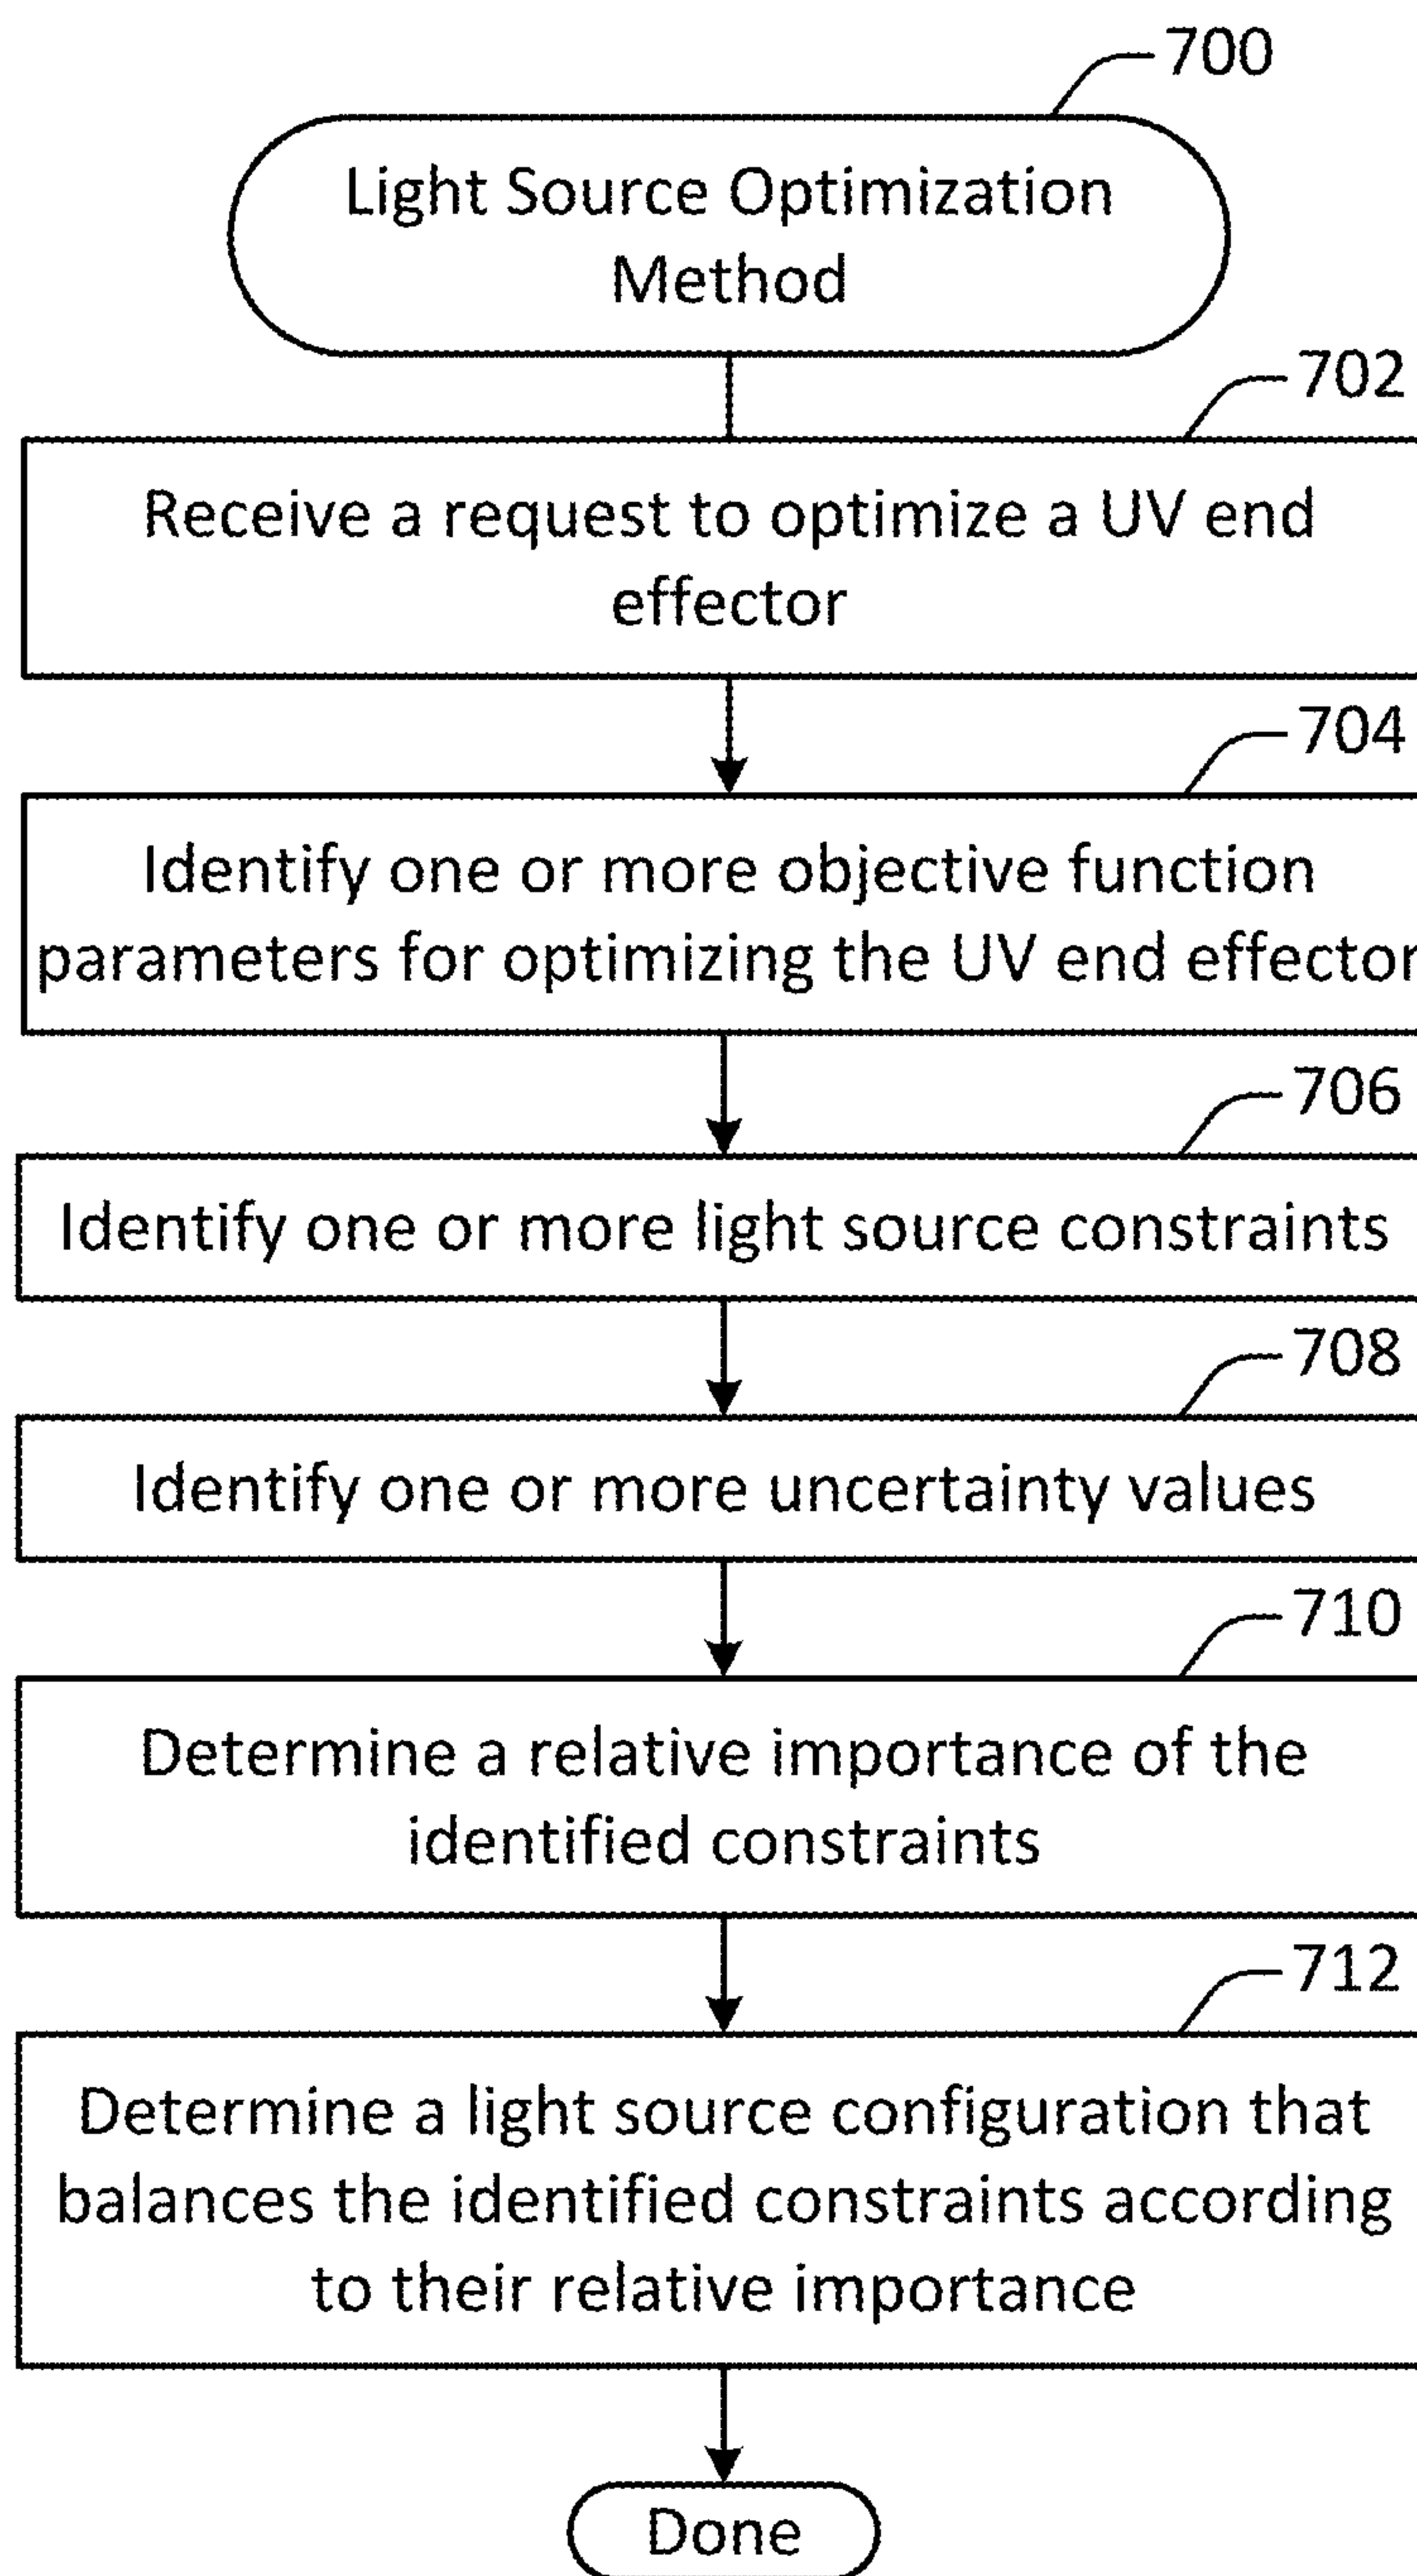 700
Light Source Optimization
Method
702
Receive a request to optimize a UV end
effector
704
Identify one or more objective function
parameters for optimizing the UV end effector
706
Identify one or more light source constraints
708
Identify one or more uncertainty values
710
Determine a relative importance of the
identified constraints
712
Determine a light source configuration that
balances the identified constraints according
to their relative importance
Done